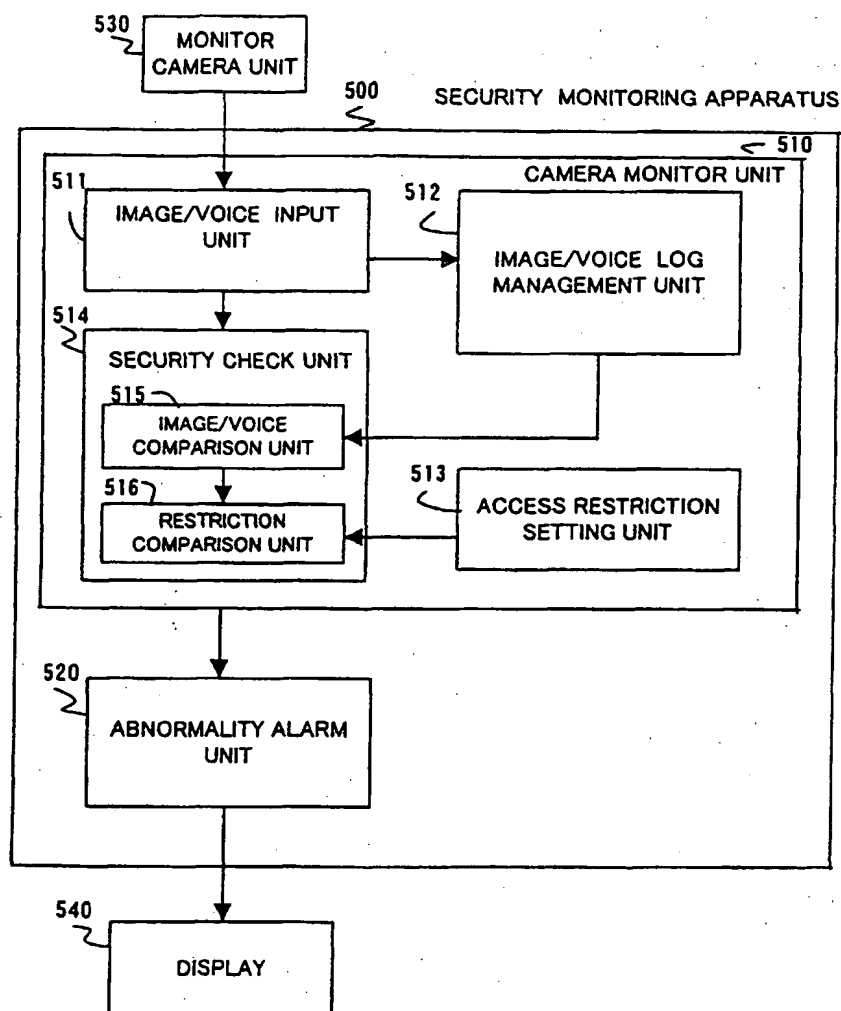 530
MONITOR
CAMERA UNIT
500
SECURITY MONITORING APPARATUS
510
CAMERA MONITOR UNIT
511
IMAGE/VOICE INPUT
UNIT
512
IMAGE/VOICE LOG
MANAGEMENT UNIT
514
SECURITY CHECK UNIT
515
IMAGE/VOICE
COMPARISON UNIT
516
RESTRICTION
COMPARISON UNIT
513
ACCESS RESTRICTION
SETTING UNIT
520
ABNORMALITY ALARM
UNIT
540
DISPLAY